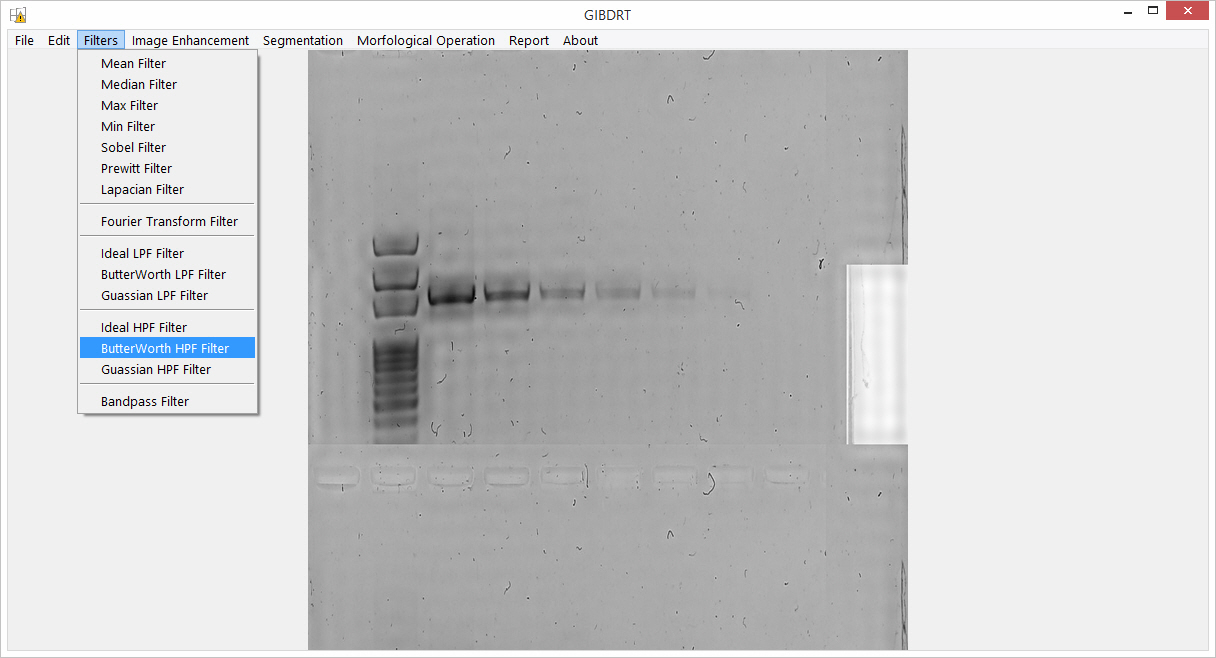 GIBDRT
File Edit Filters Image Enhancement Segmentation Morfological Operation Report About
Mean Filter
Median Filter
Max Filter
Min Filter
Sobel Filter
Prewitt Filter
Lapacian Filter
Fourier Transform Filter
Ideal LPF Filter
ButterWorth LPF Filter
Guassian LPF Filter
Ideal HPF Filter
ButterWorth HPF Filter
Guassian HPF Filter
Bandpass Filter